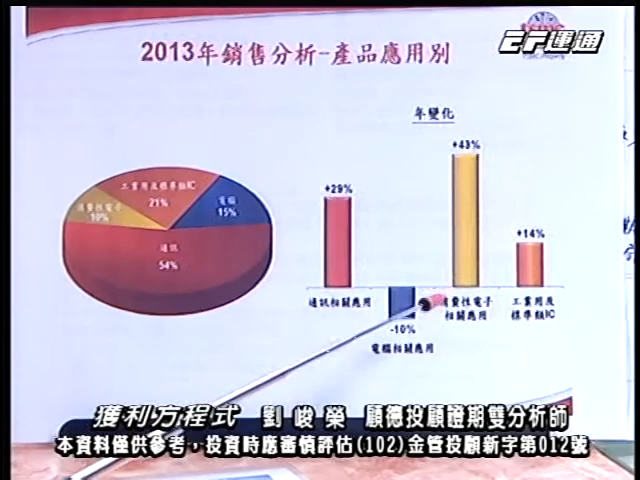 2013年銷售分析-產品應用別
ET運通
年變化
工業用及標準類IC
21%
電腦
15%
消費性電子
10%
通訊
54%
+29%
-10%
+43%
+14%
通訊相關應用
電腦相關應用
消費性電子
相關應用
工業用及
標準類IC
獲利方程式 劉峻榮 顧德投顧證期雙分析師
本資料僅供參考，投資時應審慎評估(102)金管投顧新字第012號